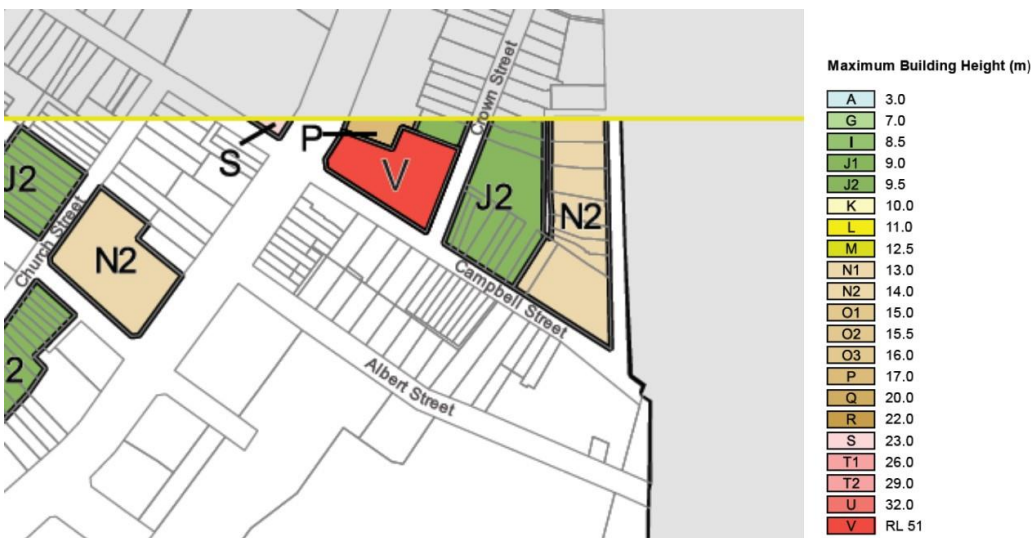 Crown Street
P
S
V
J2
J2
N2
N2
Church Street
Campbell Street
2
Albert Street
Maximum Building Height (m)
A 3.0
G 7.0
I 8.5
J1 9.0
J2 9.5
K 10.0
L 11.0
M 12.5
N1 13.0
N2 14.0
O1 15.0
O2 15.5
O3 16.0
P 17.0
Q 20.0
R 22.0
S 23.0
T1 26.0
T2 29.0
U 32.0
V RL 51